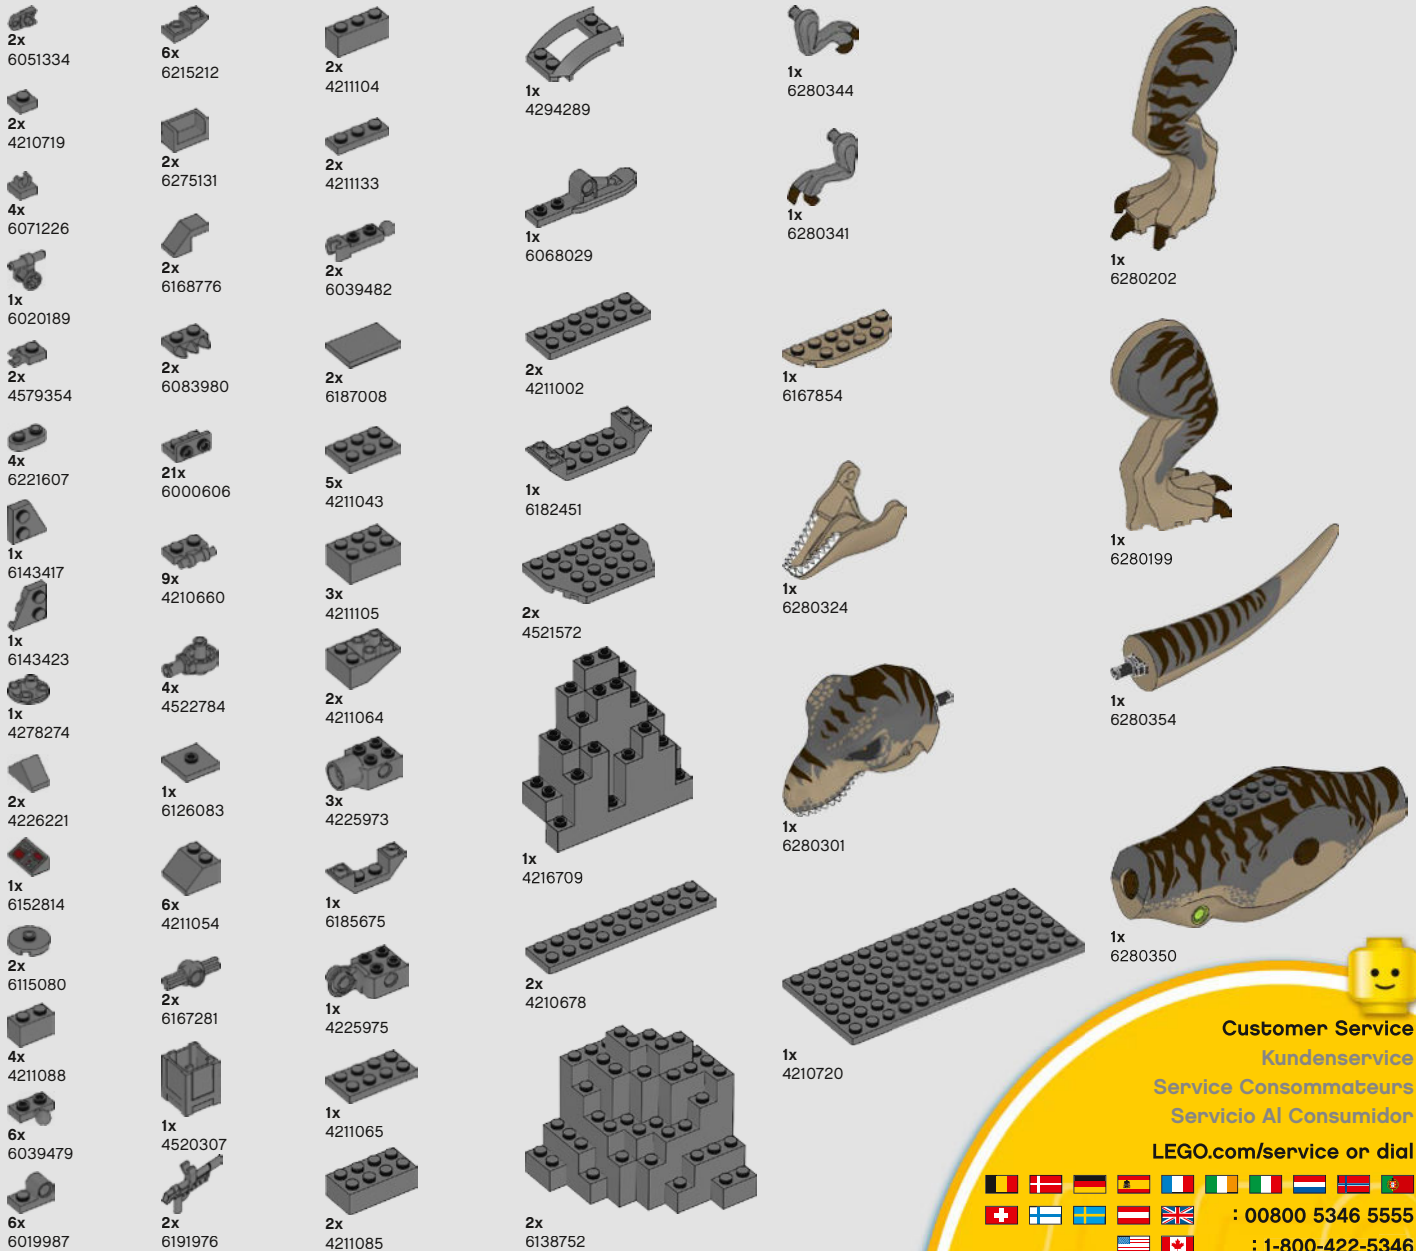 2x
6051334
2x
4210719
4x
6071226
1x
6020189
2x
4579354
4x
6221607
1x
6143417
1x
6143423
1x
4278274
2x
4226221
1x
6152814
2x
6115080
4x
4211088
6x
6039479
6x
6019987
6x
6215212
2x
6275131
2x
6168776
2x
6083980
21x
6000606
9x
4210660
4x
4522784
1x
6126083
6x
4211054
2x
6167281
1x
4520307
2x
6191976
2x
4211104
2x
4211133
2x
6039482
2x
6187008
5x
4211043
3x
4211105
2x
4211064
3x
4225973
1x
6185675
1x
4225975
1x
4211065
2x
4211085
1x
4294289
1x
6068029
2x
4211002
1x
6182451
2x
4521572
1x
4216709
2x
4210678
2x
6138752
1x
6280344
1x
6280341
1x
6167854
1x
6280324
1x
6280301
1x
4210720
1x
6280202
1x
6280199
1x
6280354
1x
6280350
Customer Service
Kundenservice
Service Consommateurs
Servicio Al Consumidor
LEGO.com/service or dial
: 00800 5346 5555
: 1-800-422-5346